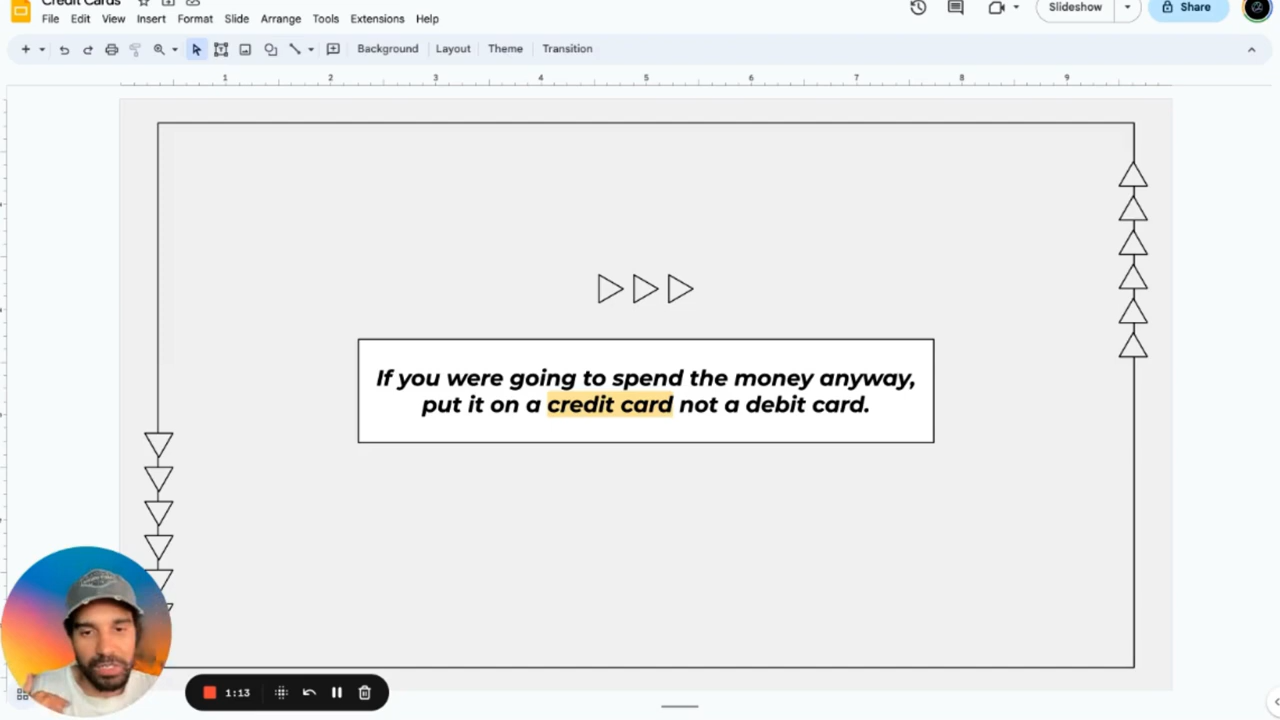 Credit Cards
File Edit View Insert Format Slide Arrange Tools Extensions Help
Slideshow
Share
Background Layout Theme Transition
1 2 3 4 5 6 7 8 9
If you were going to spend the money anyway,
put it on a credit card not a debit card.
1:13